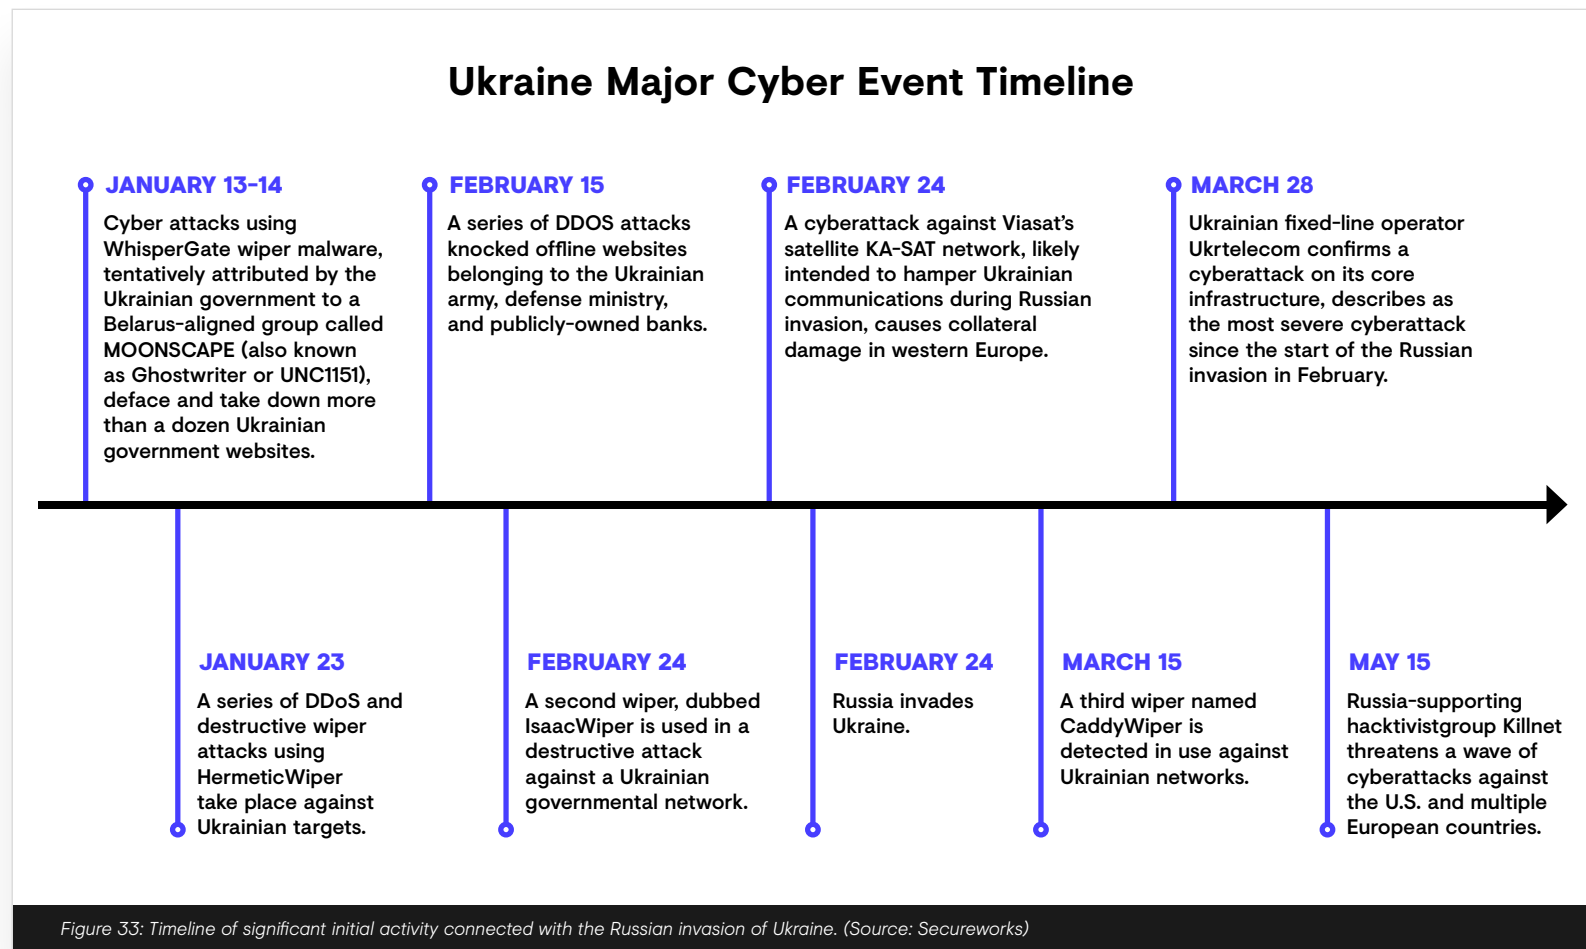 Ukraine Major Cyber Event Timeline
JANUARY 13-14
Cyber attacks using
WhisperGate wiper malware,
tentatively attributed by the
Ukrainian government to a
Belarus-aligned group called
MOONSCAPE (also known
as Ghostwriter or UNC1151),
deface and take down more
than a dozen Ukrainian
government websites.
FEBRUARY 15
A series of DDOS attacks
knocked offline websites
belonging to the Ukrainian
army, defense ministry,
and publicly-owned banks.
FEBRUARY 24
A cyberattack against Viasat's
satellite KA-SAT network, likely
intended to hamper Ukrainian
communications during Russian
invasion, causes collateral
damage in western Europe.
MARCH 28
Ukrainian fixed-line operator
Ukrtelecom confirms a
cyberattack on its core
infrastructure, describes as
the most severe cyberattack
since the start of the Russian
invasion in February.
JANUARY 23
A series of DDoS and
destructive wiper
attacks using
HermeticWiper
take place against
Ukrainian targets.
FEBRUARY 24
A second wiper, dubbed
IsaacWiper is used in a
destructive attack
against a Ukrainian
governmental network.
FEBRUARY 24
Russia invades
Ukraine.
MARCH 15
A third wiper named
CaddyWiper is
detected in use against
Ukrainian networks.
MAY 15
Russia-supporting
hacktivistgroup Killnet
threatens a wave of
cyberattacks against
the U.S. and multiple
European countries.
Figure 33: Timeline of significant initial activity connected with the Russian invasion of Ukraine. (Source: Secureworks)